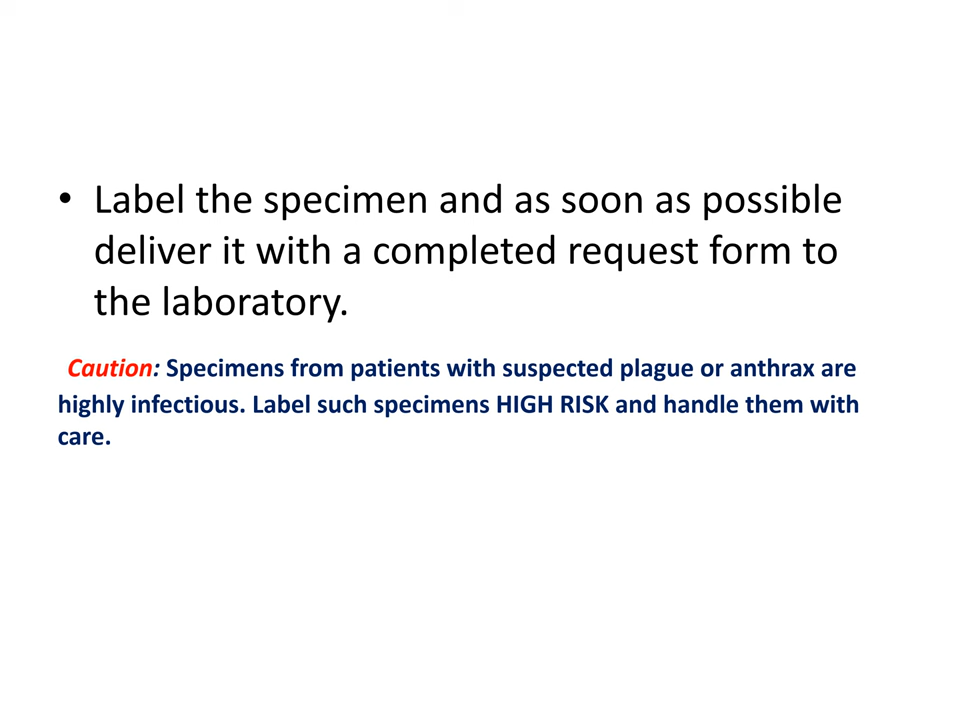 • Label the specimen and as soon as possible
deliver it with a completed request form to
the laboratory.
Caution: Specimens from patients with suspected plague or anthrax are
highly infectious. Label such specimens HIGH RISK and handle them with
care.